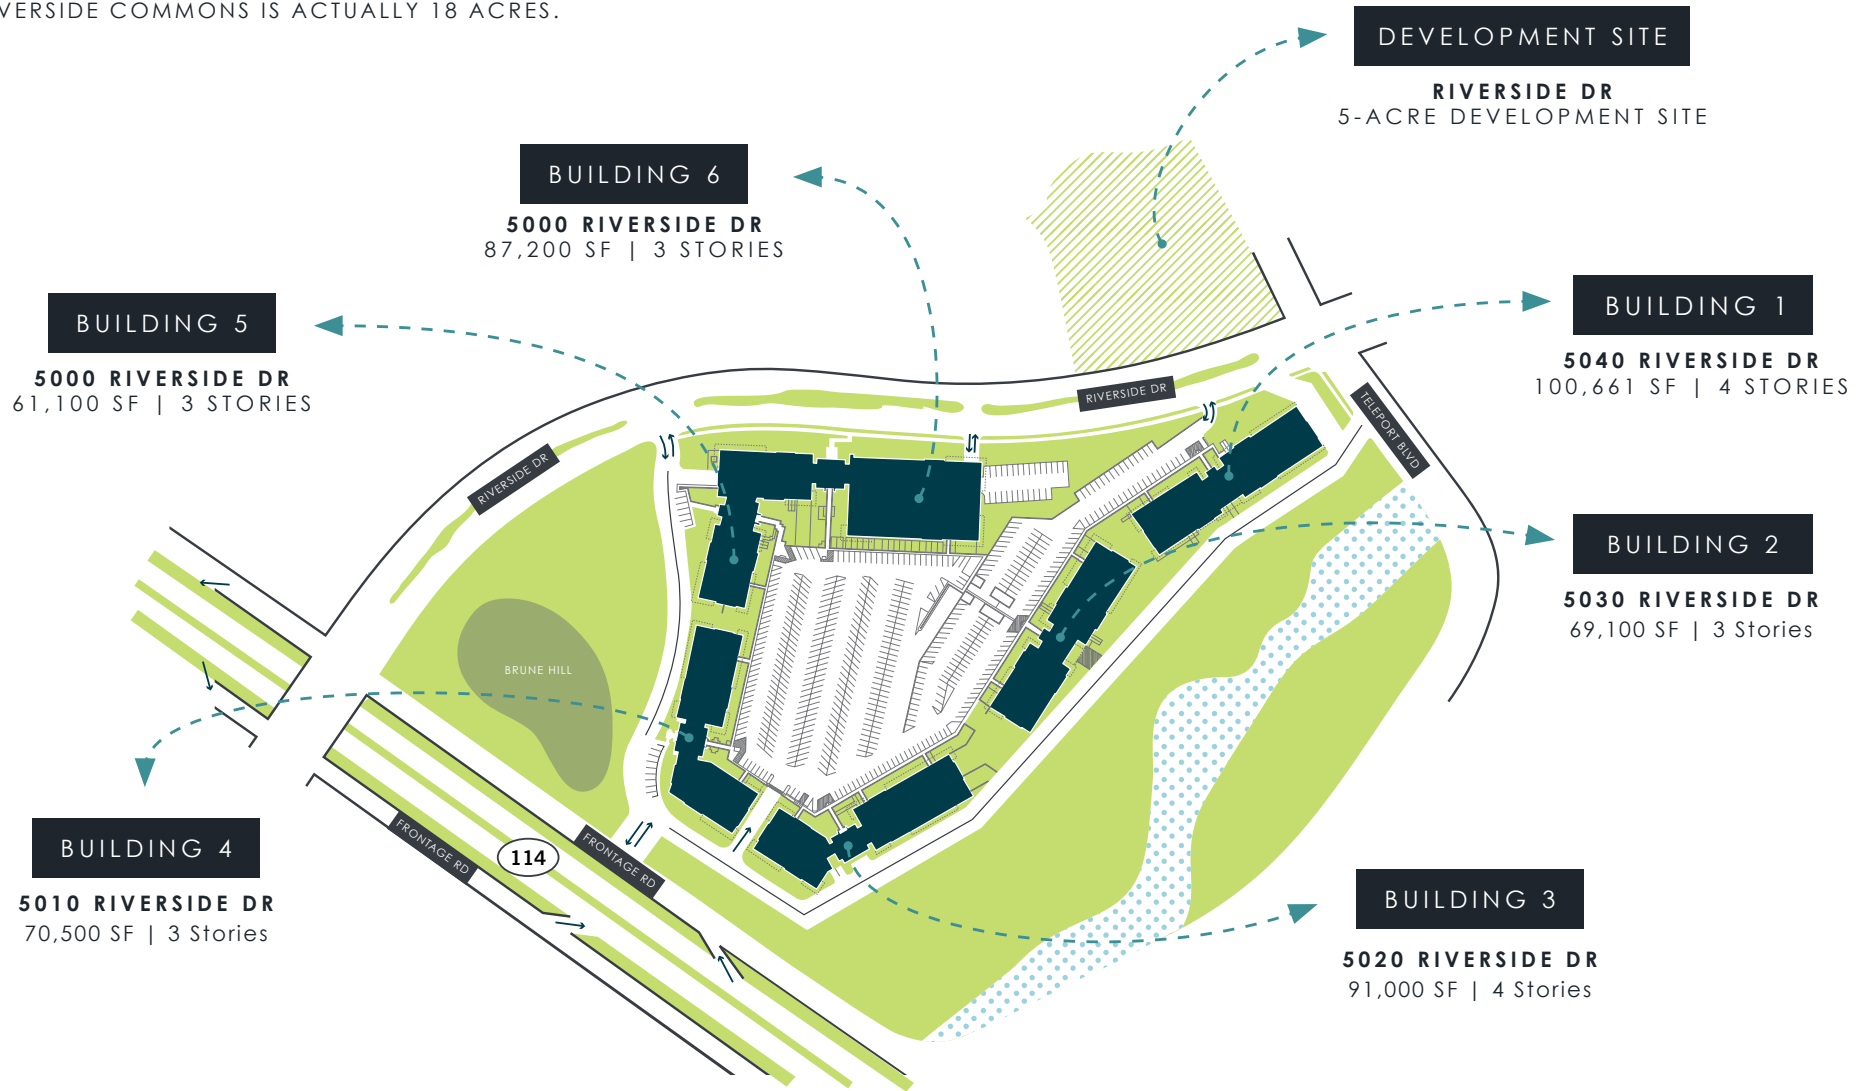 VERSIDE COMMONS IS ACTUALLY 18 ACRES.
DEVELOPMENT SITE
RIVERSIDE DR
5-ACRE DEVELOPMENT SITE
BUILDING 6
5000 RIVERSIDE DR
87,200 SF | 3 STORIES
BUILDING 5
5000 RIVERSIDE DR
61,100 SF | 3 STORIES
BUILDING 1
5040 RIVERSIDE DR
100,661 SF | 4 STORIES
RIVERSIDE DR
TELEPORT BLVD
RIVERSIDE DR
BUILDING 2
5030 RIVERSIDE DR
69,100 SF | 3 Stories
BRUNE HILL
BUILDING 4
5010 RIVERSIDE DR
70,500 SF | 3 Stories
FRONTAGE RD
114
FRONTAGE RD
BUILDING 3
5020 RIVERSIDE DR
91,000 SF | 4 Stories